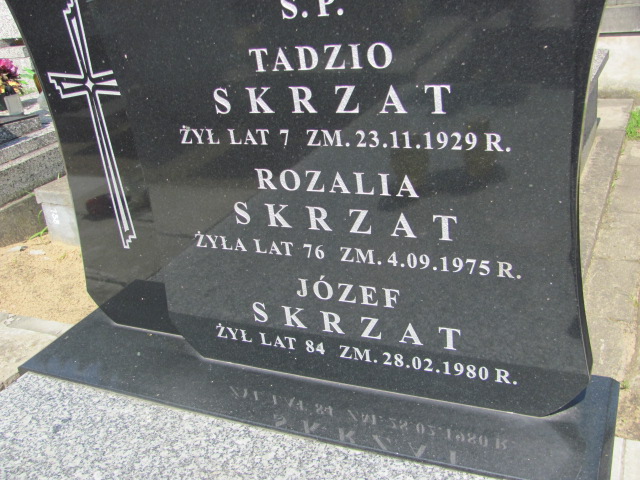 Ś.P.
TADZIO
SKRZAT
ŻYŁ LAT 7 ZM. 23.11.1929 R.
ROZALIA
SKRZAT
ŻYŁA LAT 76 ZM. 4.09.1975 R.
JÓZEF
SKRZAT
ŻYŁ LAT 84 ZM. 28.02.1980 R.